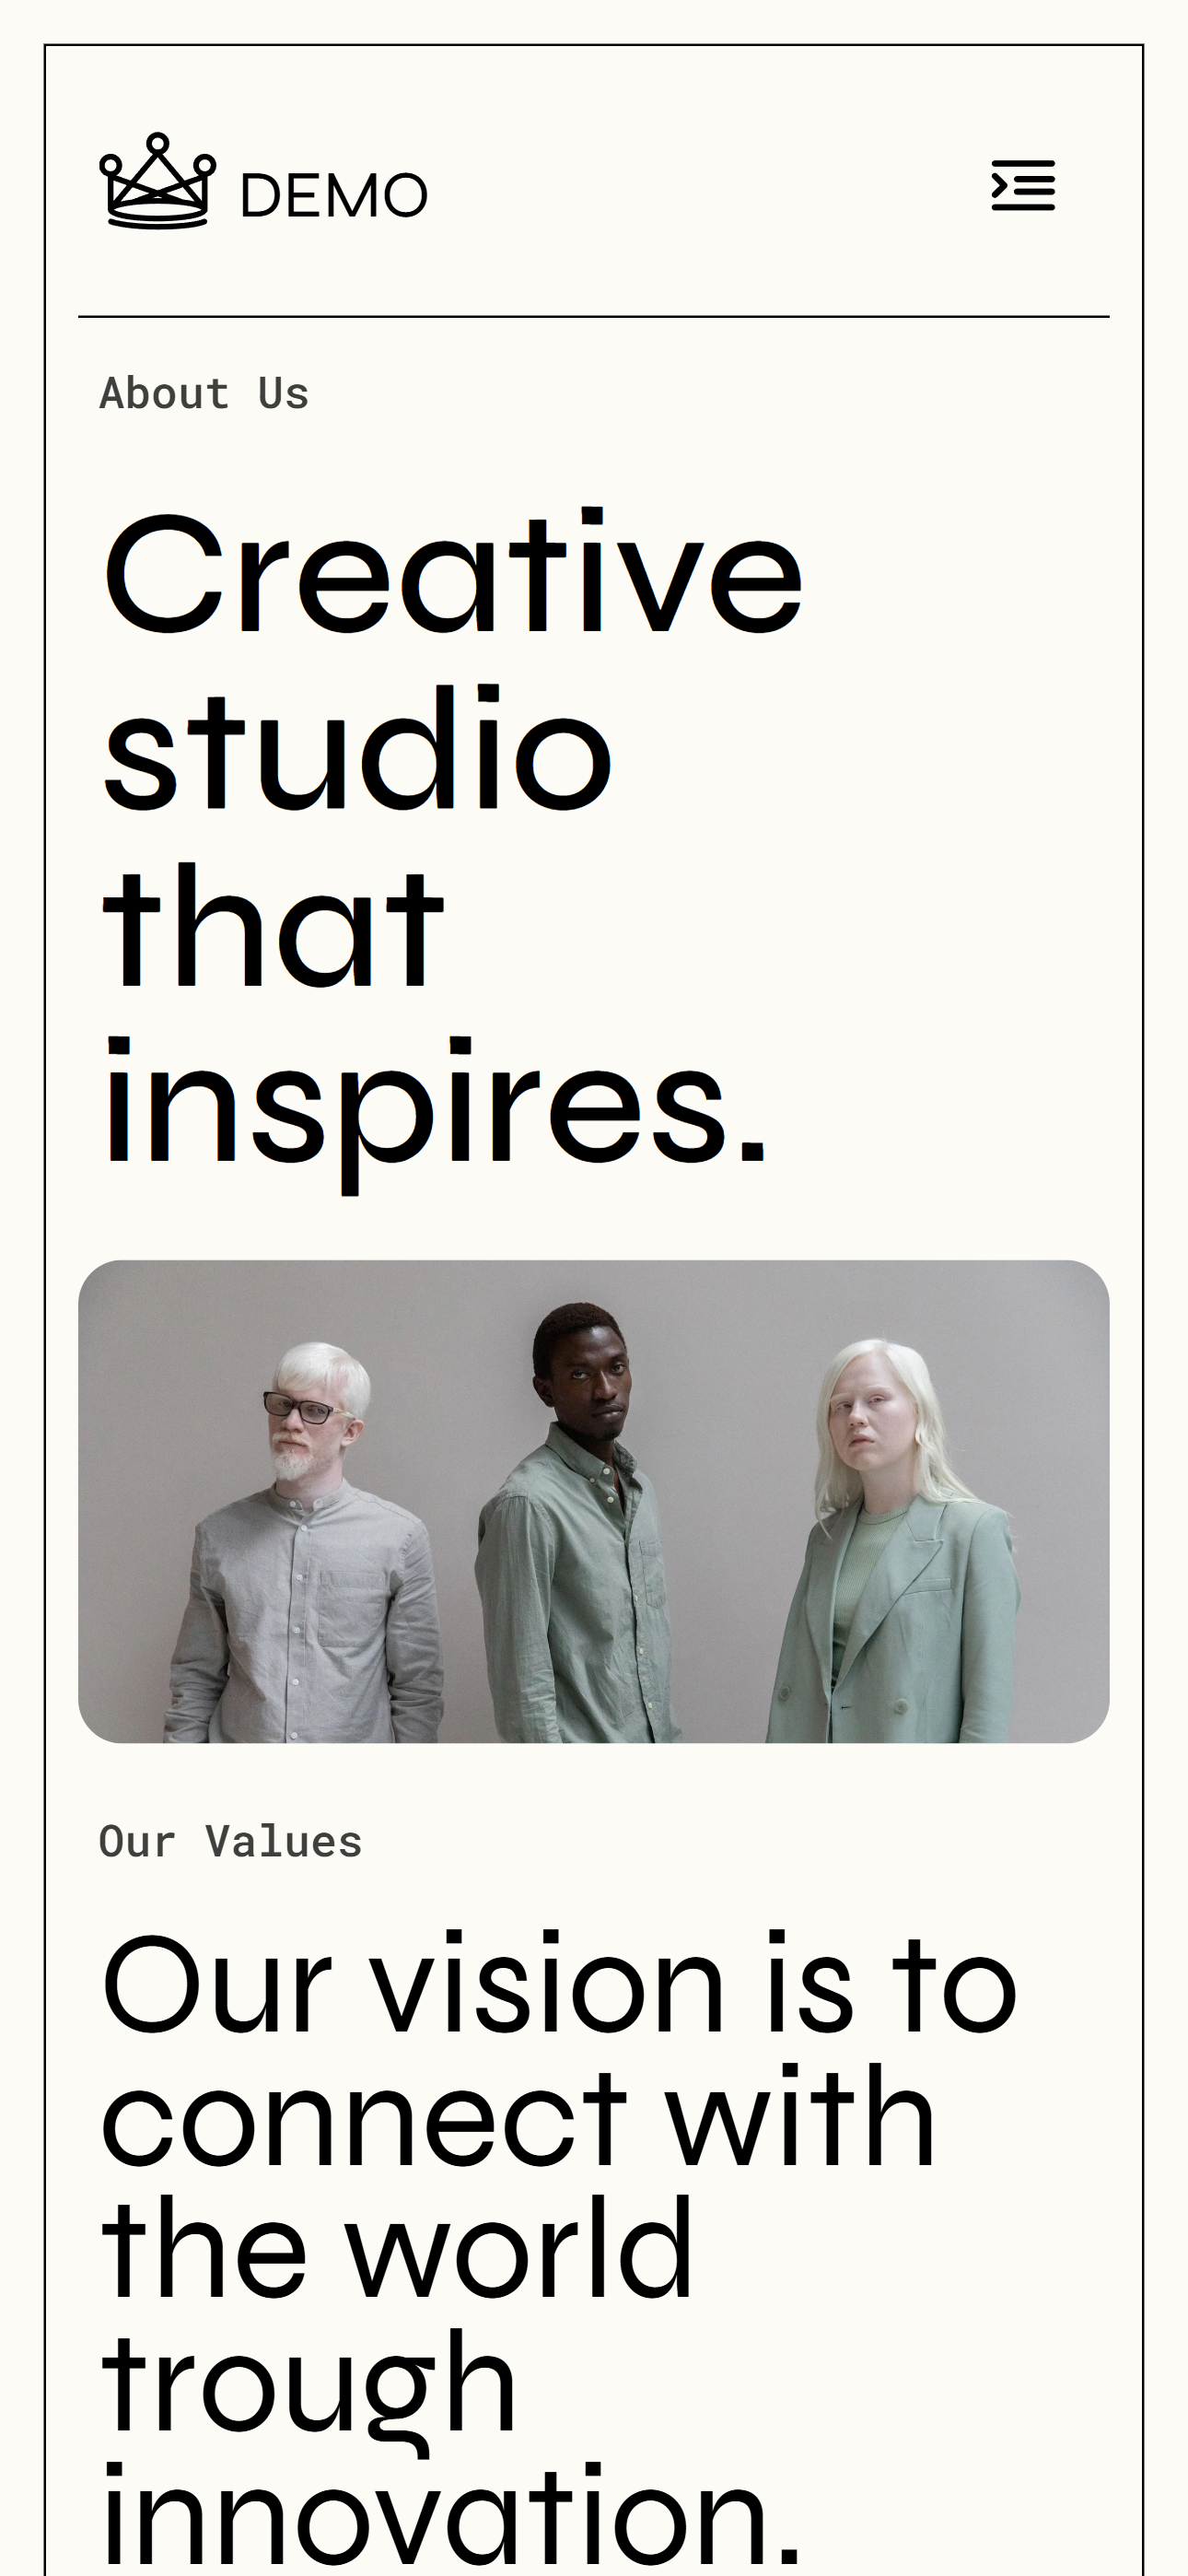 DEMO
About Us
Creative
studio
that
inspires.
Our Values
Our vision is to
connect with
the world
trough
innovation.